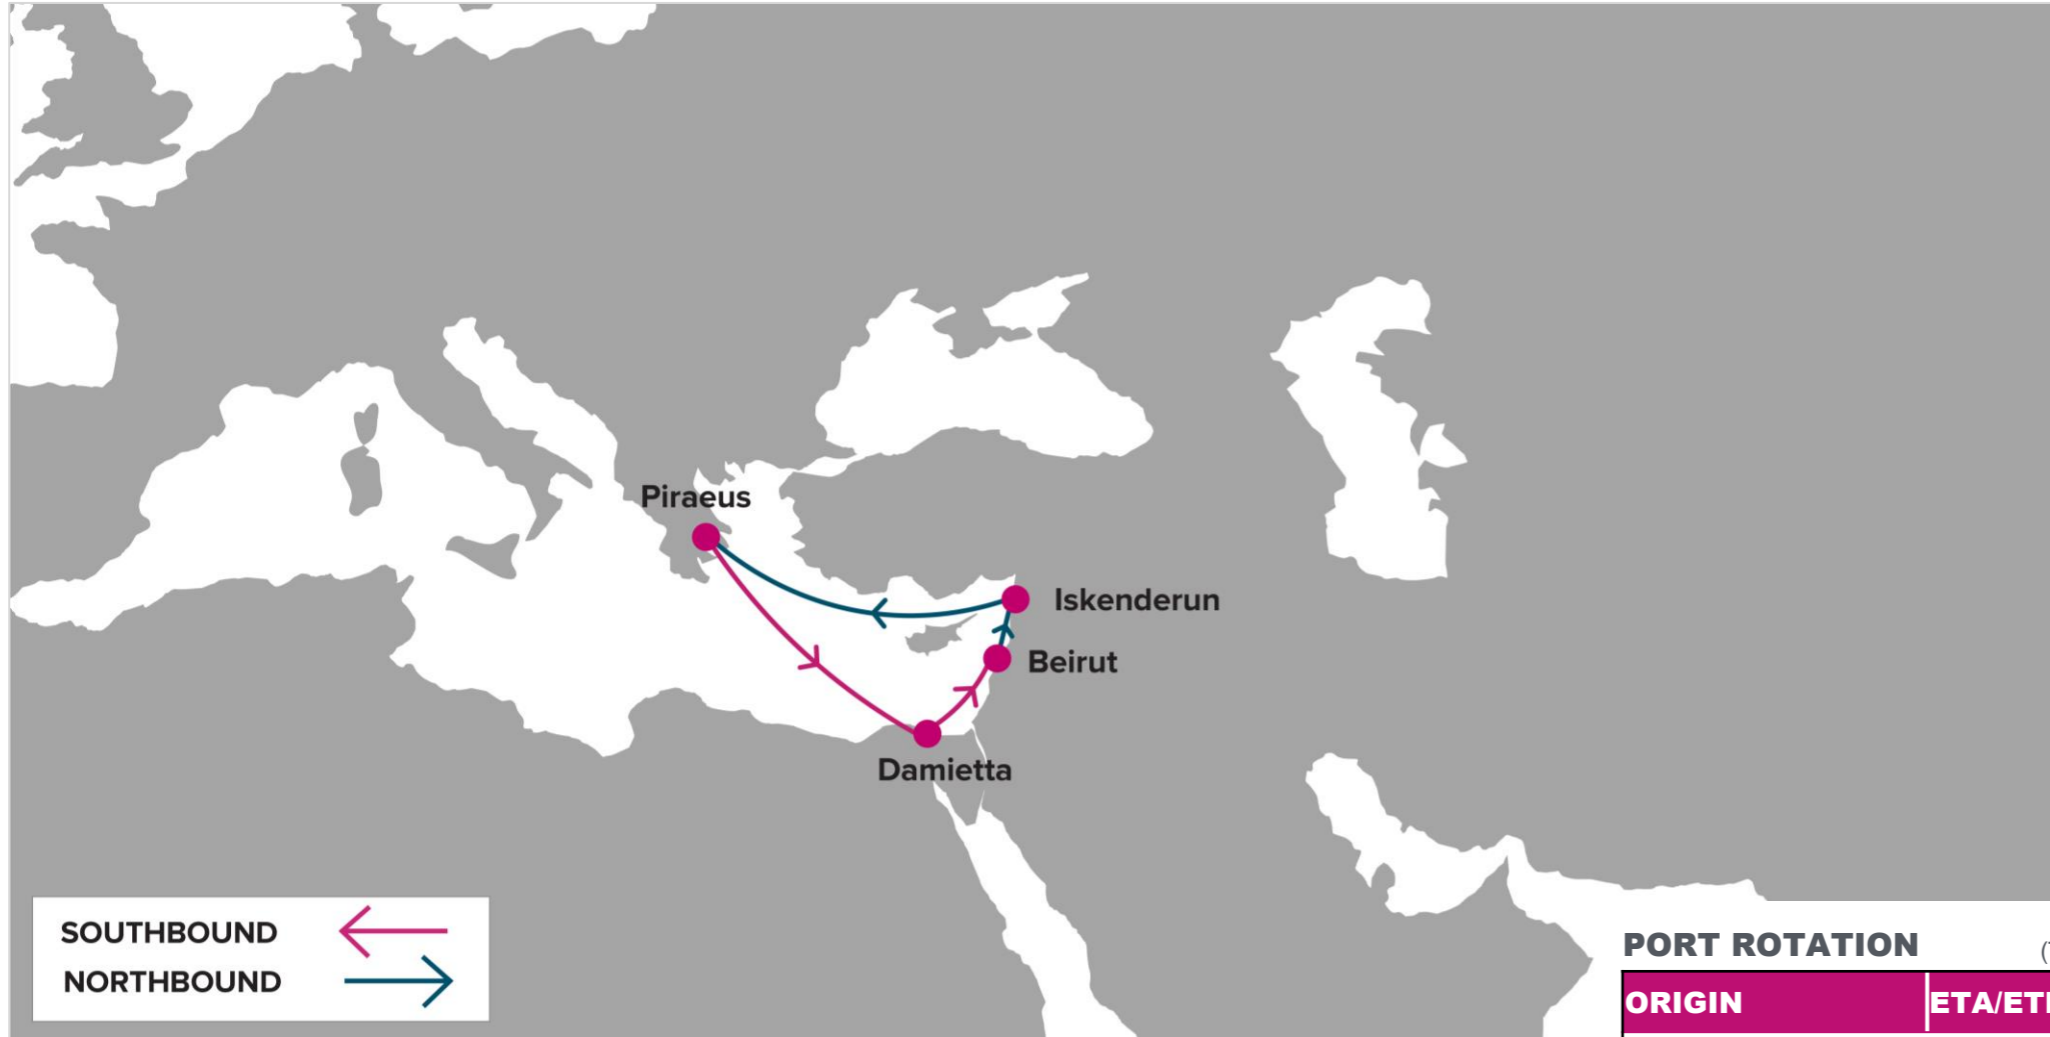 Piraeus
Iskenderun
Beirut
Damietta
SOUTHBOUND
NORTHBOUND
PORT ROTATION
ORIGIN